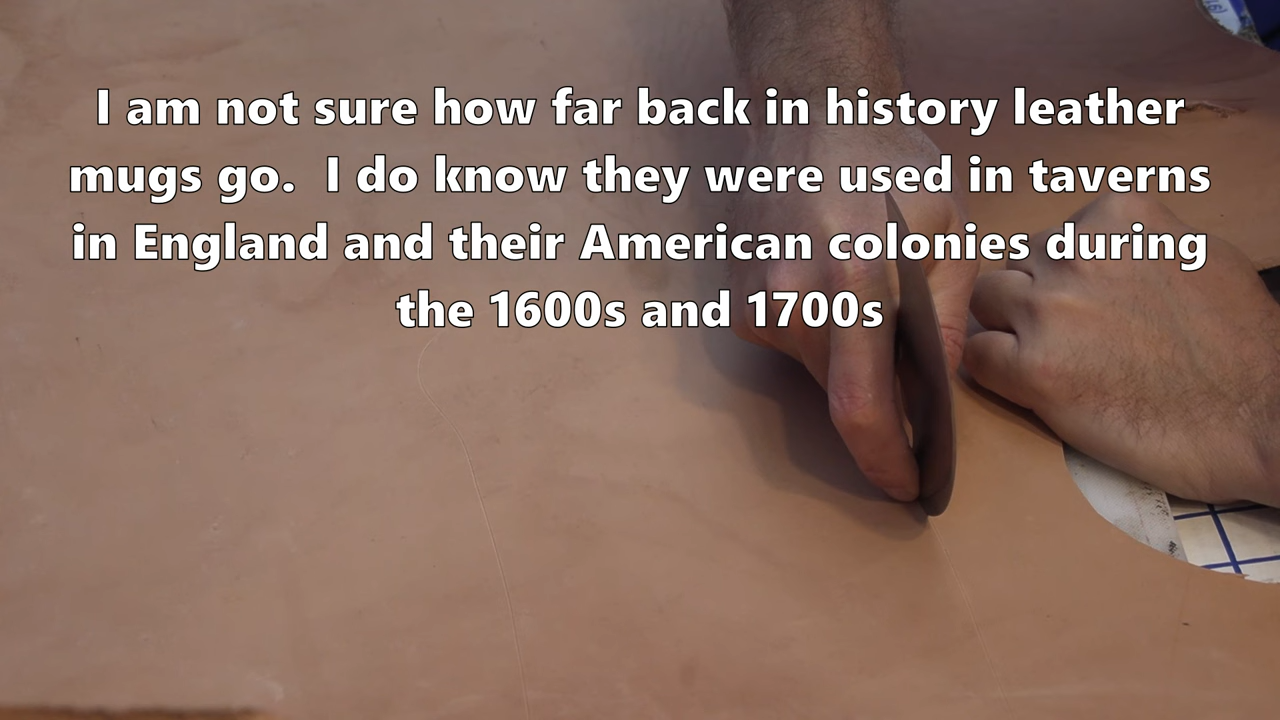 I am not sure how far back in history leather
mugs go.  I do know they were used in taverns
in England and their American colonies during
the 1600s and 1700s